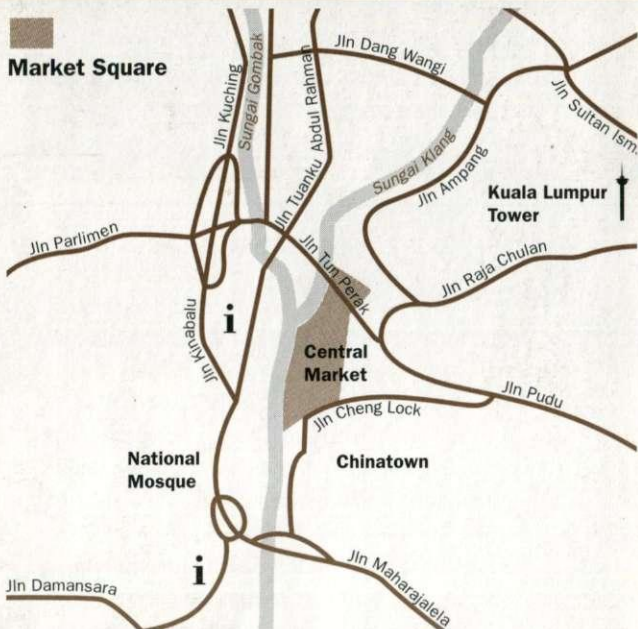 Market Square
Jln Kuching
Sungai Gombak
Jln Tuanku Abdul Rahman
Jln Dang Wangi
Jln Sultan Ism
Sungai Klang
Jln Ampang
Kuala Lumpur
Tower
Jln Parlimen
Jln Tun Perak
Jln Raja Chulan
i
Jln Kinabalu
Central
Market
Jln Pudu
Jln Cheng Lock
National
Mosque
Chinatown
i
Jln Damansara
Jln Maharajalela